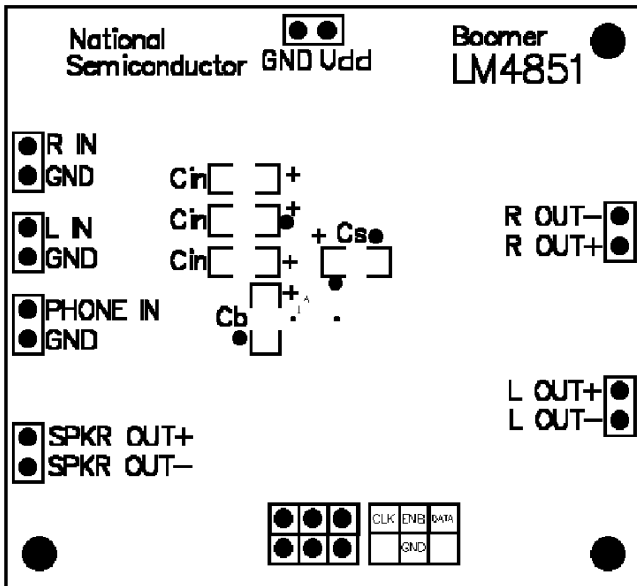 National
Semiconductor
GND Vdd
Boomer
LM4851
R IN
GND
L IN
GND
PHONE IN
GND
SPKR OUT+
SPKR OUT-
Cin +
Cin +
Cin +
+ Cs
+
Cb
R OUT-
R OUT+
L OUT+
L OUT-
CLK ENB DATA
GND